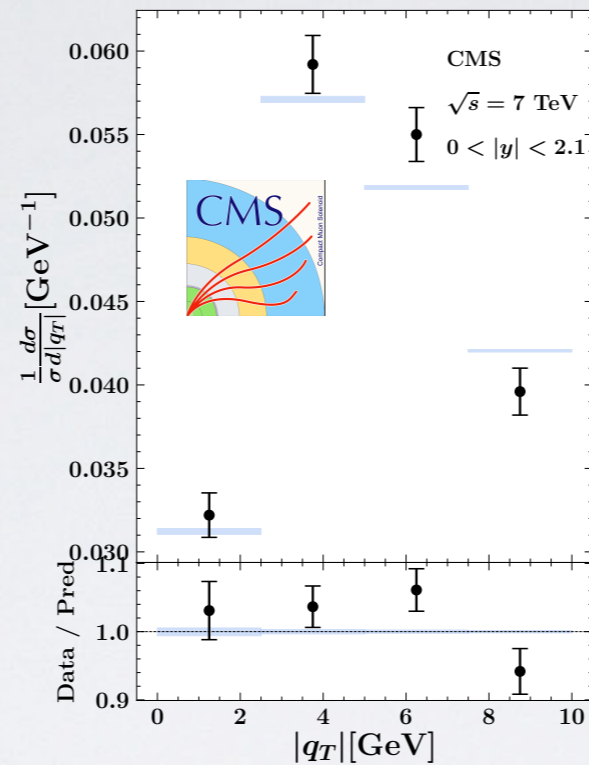 0.060
0.055
0.050
0.045
0.040
0.035
0.030
1/σ dσ/d|q_T| [GeV⁻¹]
CMS
√s = 7 TeV
0 < |y| < 2.1
CMS
Compact Muon Solenoid
1.1
1.0
0.9
Data / Pred
0 2 4 6 8 10
|q_T|[GeV]